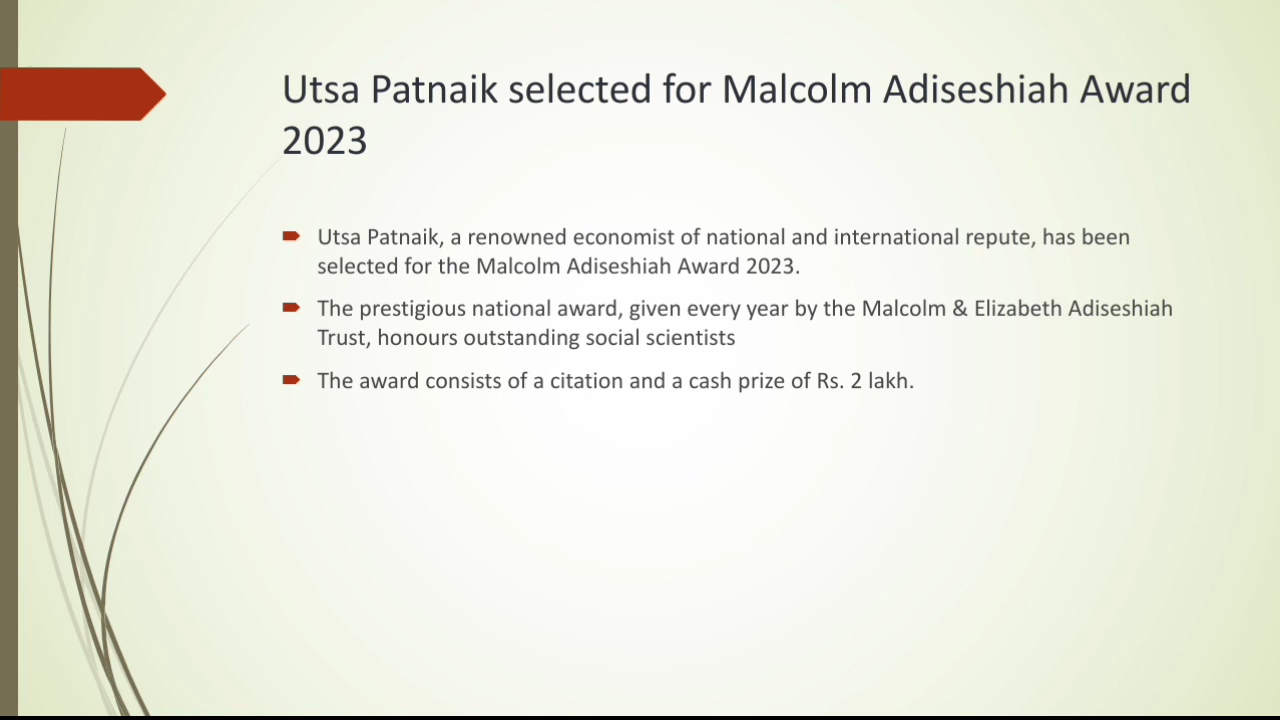 Utsa Patnaik selected for Malcolm Adiseshiah Award
2023
Utsa Patnaik, a renowned economist of national and international repute, has been
selected for the Malcolm Adiseshiah Award 2023.
The prestigious national award, given every year by the Malcolm & Elizabeth Adiseshiah
Trust, honours outstanding social scientists
The award consists of a citation and a cash prize of Rs. 2 lakh.